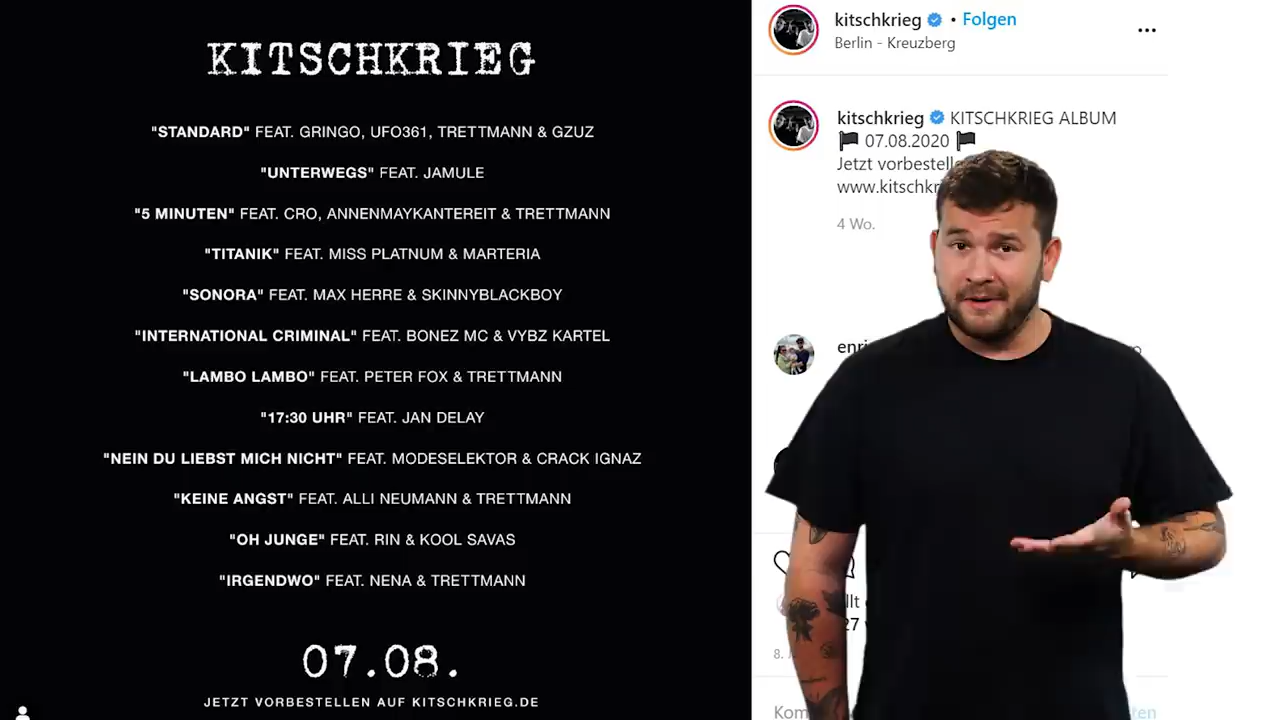 KITSCHKRIEG
"STANDARD" FEAT. GRINGO, UFO361, TRETTMANN & GZUZ
"UNTERWEGS" FEAT. JAMULE
"5 MINUTEN" FEAT. CRO, ANNENMAYKANTEREIT & TRETTMANN
"TITANIK" FEAT. MISS PLATNUM & MARTERIA
"SONORA" FEAT. MAX HERRE & SKINNYBLACKBOY
"INTERNATIONAL CRIMINAL" FEAT. BONEZ MC & VYBZ KARTEL
"LAMBO LAMBO" FEAT. PETER FOX & TRETTMANN
"17:30 UHR" FEAT. JAN DELAY
"NEIN DU LIEBST MICH NICHT" FEAT. MODESELEKTOR & CRACK IGNAZ
"KEINE ANGST" FEAT. ALLI NEUMANN & TRETTMANN
"OH JUNGE" FEAT. RIN & KOOL SAVAS
"IRGENDWO" FEAT. NENA & TRETTMANN
07.08.
JETZT VORBESTELLEN AUF KITSCHKRIEG.DE
kitschkrieg • Folgen
Berlin - Kreuzberg
kitschkrieg KITSCHKRIEG ALBUM
07.08.2020
Jetzt
4 Wo.